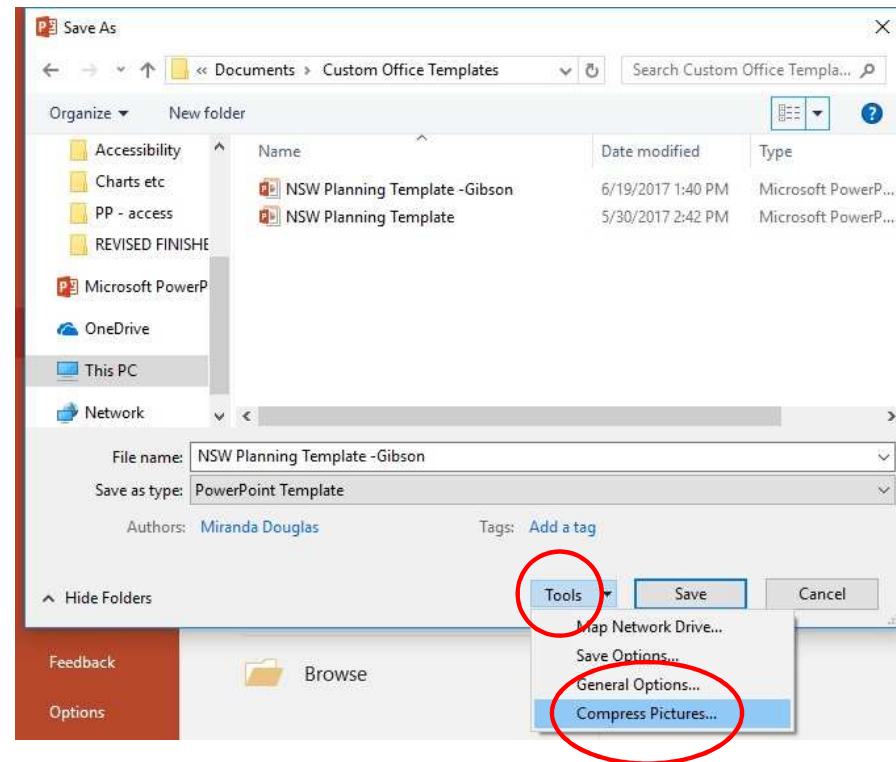 Save As
« Documents › Custom Office Templates
Search Custom Office Templa...
Organize
New folder
Name Date modified Type
Accessibility
Charts etc
PP - access
REVISED FINISHE
Microsoft PowerP
OneDrive
This PC
Network
NSW Planning Template -Gibson 6/19/2017 1:40 PM Microsoft PowerP...
NSW Planning Template 5/30/2017 2:42 PM Microsoft PowerP...
File name: NSW Planning Template -Gibson
Save as type: PowerPoint Template
Authors: Miranda Douglas Tags: Add a tag
Hide Folders Tools Save Cancel
Map Network Drive...
Save Options...
General Options...
Compress Pictures...
Feedback
Browse
Options